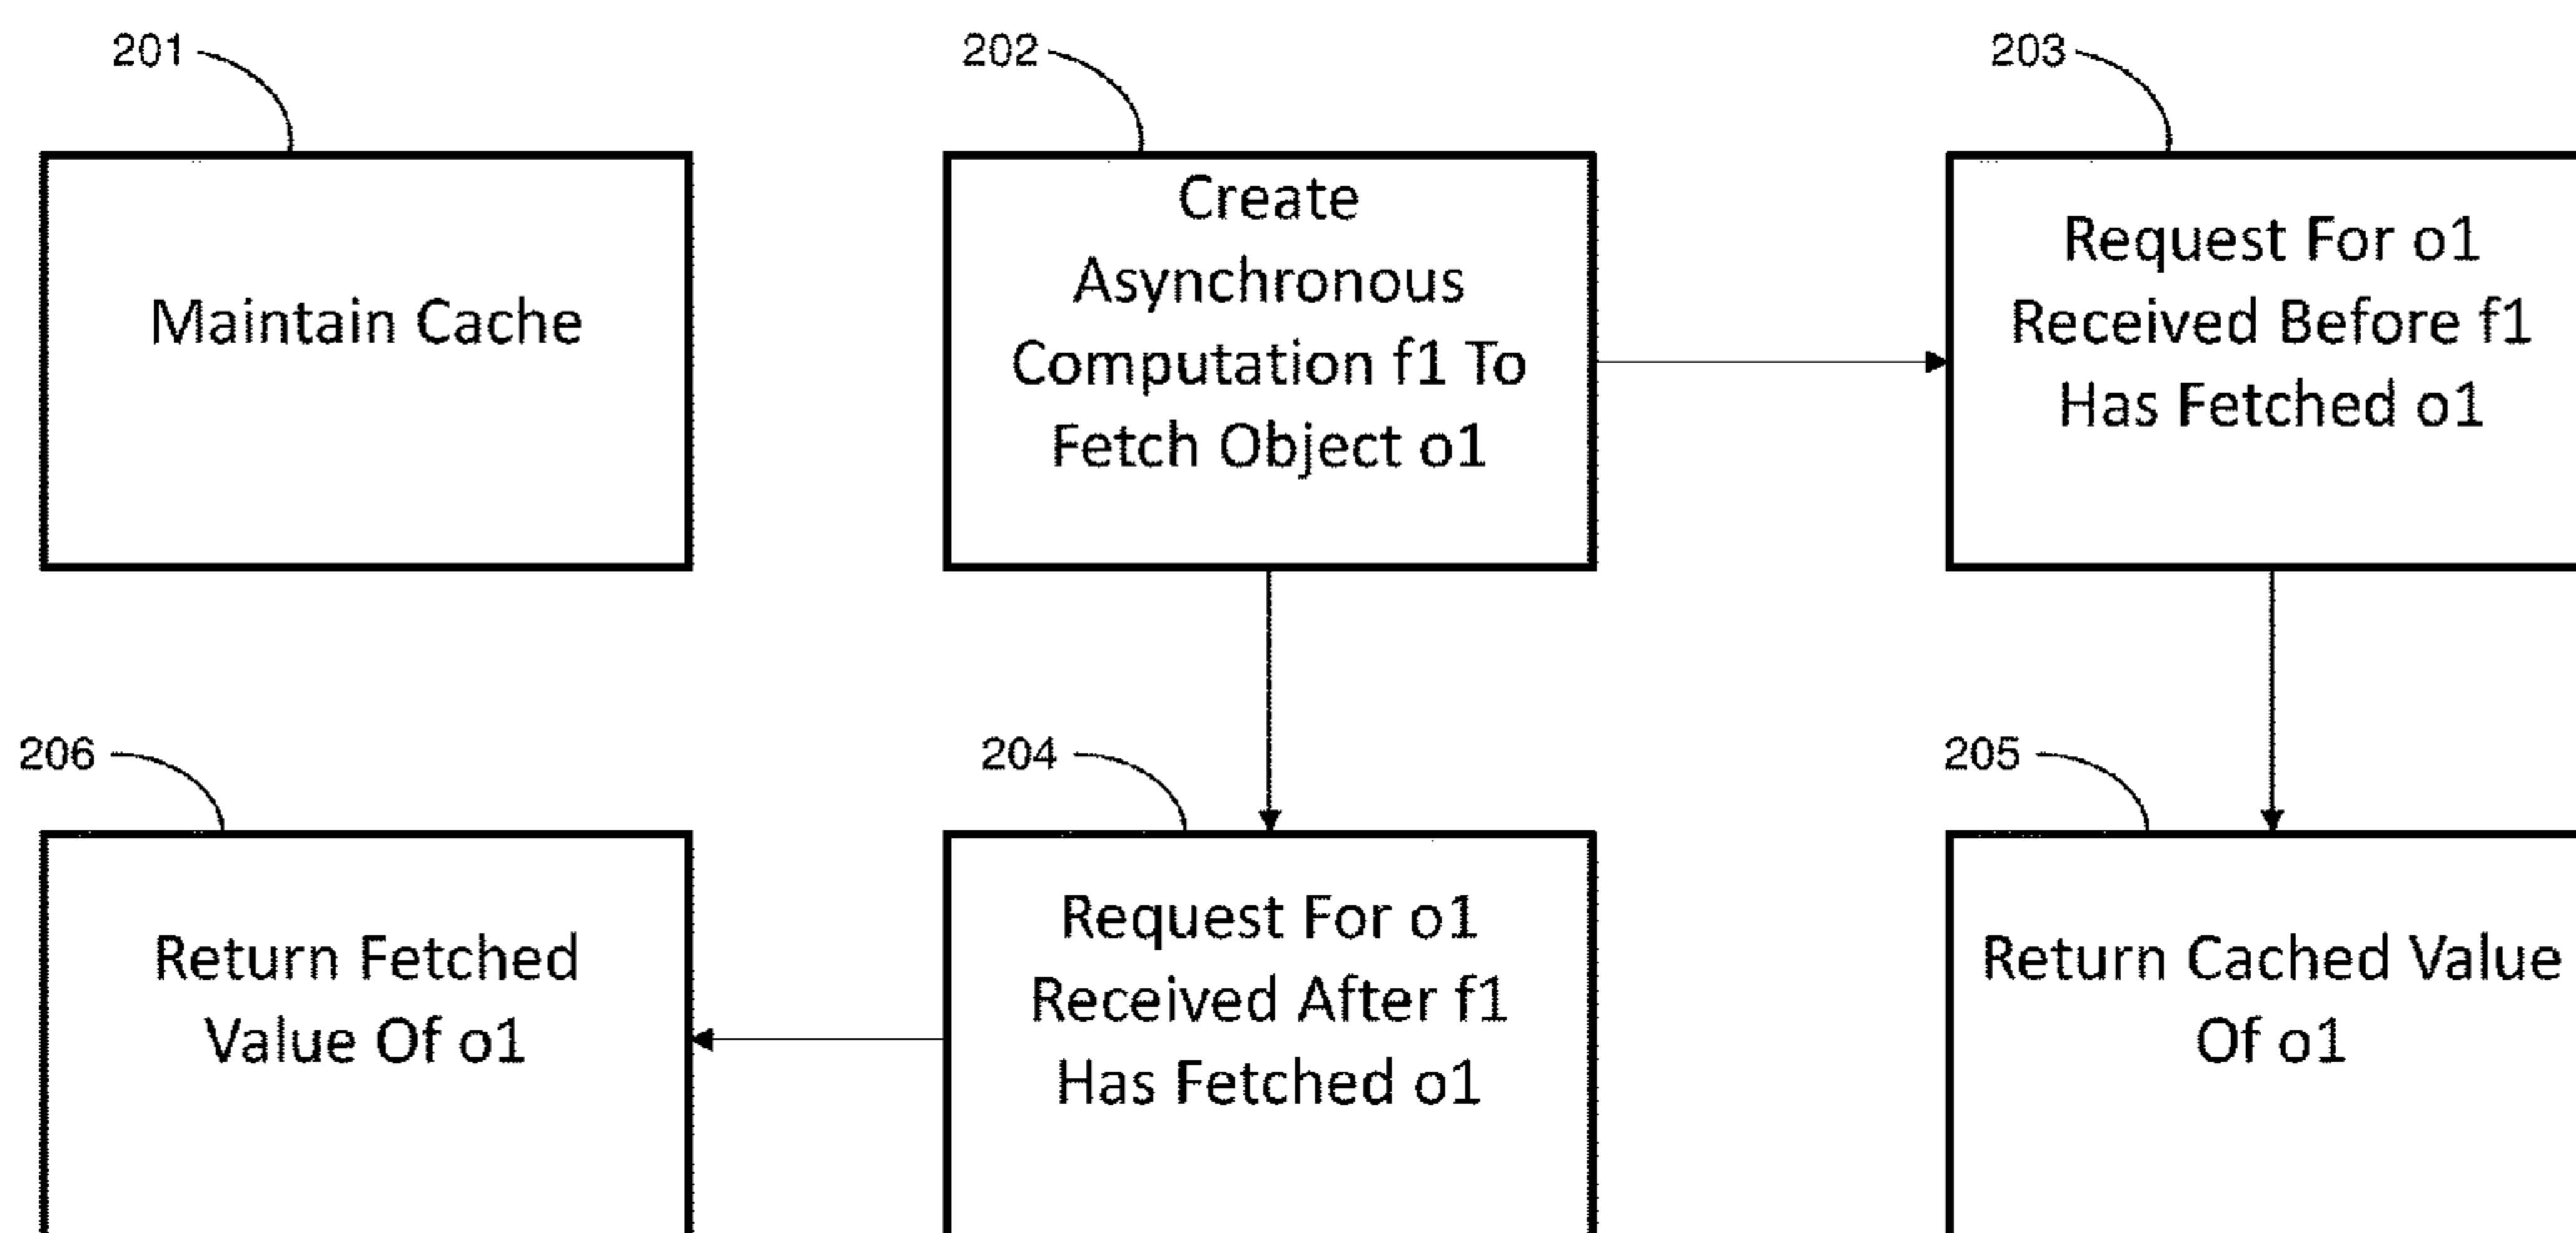 201
Maintain Cache
202
Create
Asynchronous
Computation f1 To
Fetch Object o1
203
Request For o1
Received Before f1
Has Fetched o1
206
Return Fetched
Value Of o1
204
Request For o1
Received After f1
Has Fetched o1
205
Return Cached Value
Of o1